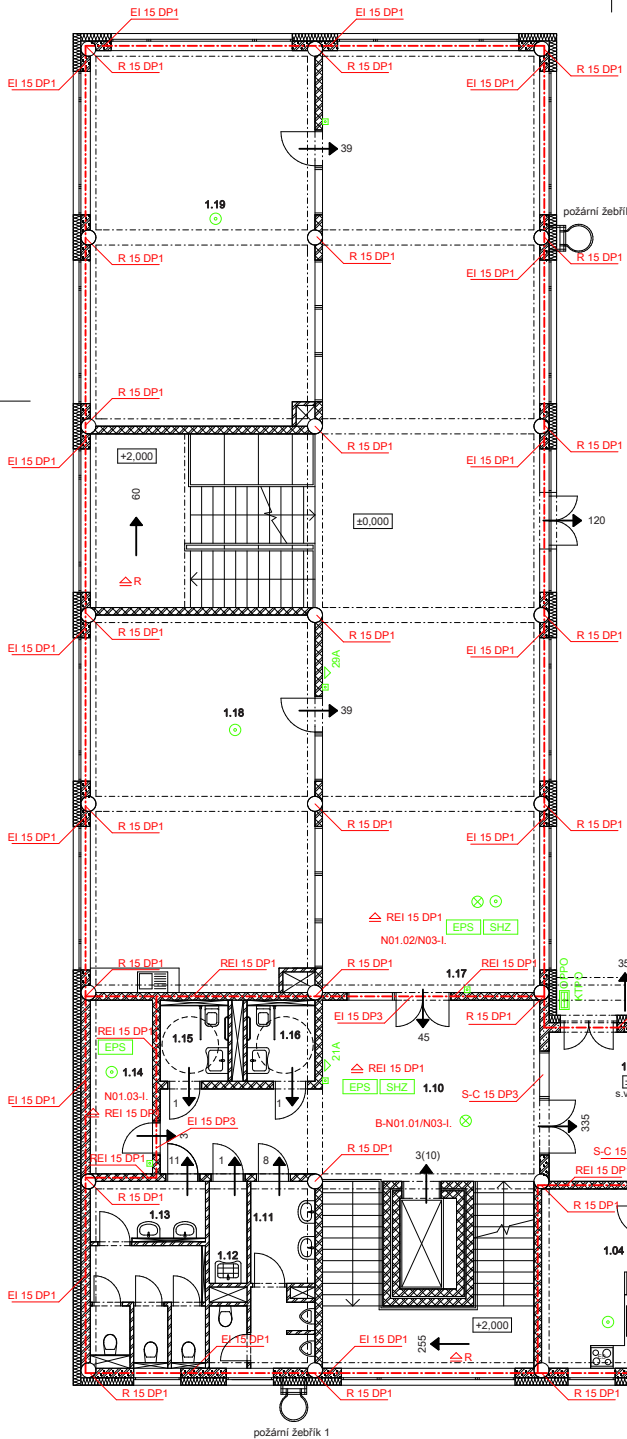 EI 15 DP1
EI 15 DP1
R 15 DP1
R 15 DP1
R 15 DP1
EI 15 DP1
EI 15 DP1
39
1.19
požární žebřík
R 15 DP1
R 15 DP1
R 15 DP1
EI 15 DP1
EI 15 DP1
R 15 DP1
R 15 DP1
R 15 DP1
EI 15 DP1
EI 15 DP1
+2,000
60
±0,000
120
R
R 15 DP1
R 15 DP1
R 15 DP1
EI 15 DP1
EI 15 DP1
29A
1.18
39
R 15 DP1
R 15 DP1
R 15 DP1
EI 15 DP1
EI 15 DP1
REI 15 DP1
EPS
SHZ
N01.02/N03-I.
R 15 DP1
REI 15 DP1
R 15 DP1
1.17
REI 15 DP1
OPPO
KTPO
35
EI 15 DP3
R 15 DP1
REI 15 DP1
1.15
1.16
45
EPS
1.14
21A
REI 15 DP1
EPS
SHZ
1.10
S-C 15 DP3
N01.03-I.
REI 15 DP
1
1
B-N01.01/N03-I.
335
EI 15 DP3
3
REI 15 DP1
11
1
8
R 15 DP1
3(10)
S-C 15
REI 15 DP
R 15 DP1
R 15 DP1
1.13
1.11
1.12
1.04
EI 15 DP1
+2,000
EI 15 DP1
EI 15 DP1
255
R
R 15 DP1
R 15 DP1
R 15 DP1
požární žebřík 1